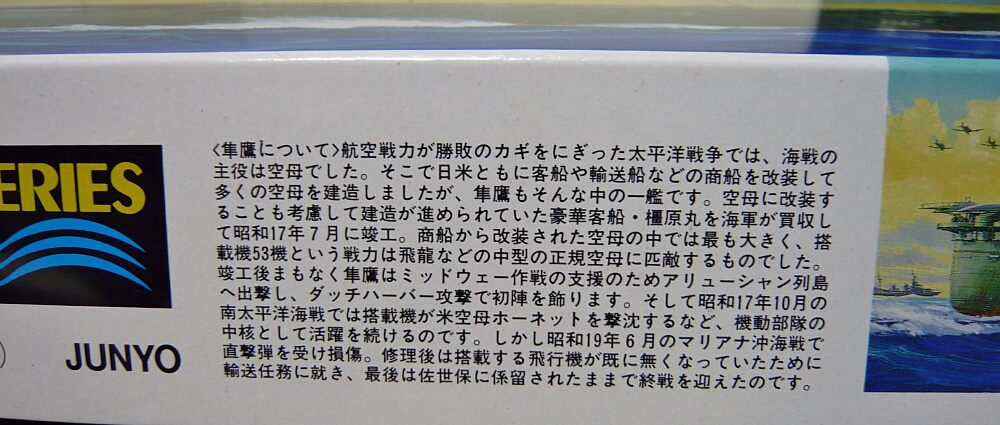 ERIES
JUNYO
〈隼鷹について〉航空戦力が勝敗のカギをにぎった太平洋戦争では、海戦の
主役は空母でした。そこで日米ともに客船や輸送船などの商船を改装して
多くの空母を建造しましたが、隼鷹もそんな中の一艦です。空母に改装す
ることも考慮して建造が進められていた豪華客船・橿原丸を海軍が買収し
て昭和17年7月に竣工。商船から改装された空母の中では最も大きく、搭
載機53機という戦力は飛龍などの中型の正規空母に匹敵するものでした。
竣工後まもなく隼鷹はミッドウェー作戦の支援のためアリューシャン列島
へ出撃し、ダッチハーバー攻撃で初陣を飾ります。そして昭和17年10月の
南太平洋海戦では搭載機が米空母ホーネットを撃沈するなど、機動部隊の
中核として活躍を続けるのです。しかし昭和19年6月のマリアナ沖海戦で
直撃弾を受け損傷。修理後は搭載する飛行機が既に無くなっていたために
輸送任務に就き、最後は佐世保に係留されたままで終戦を迎えたのです。